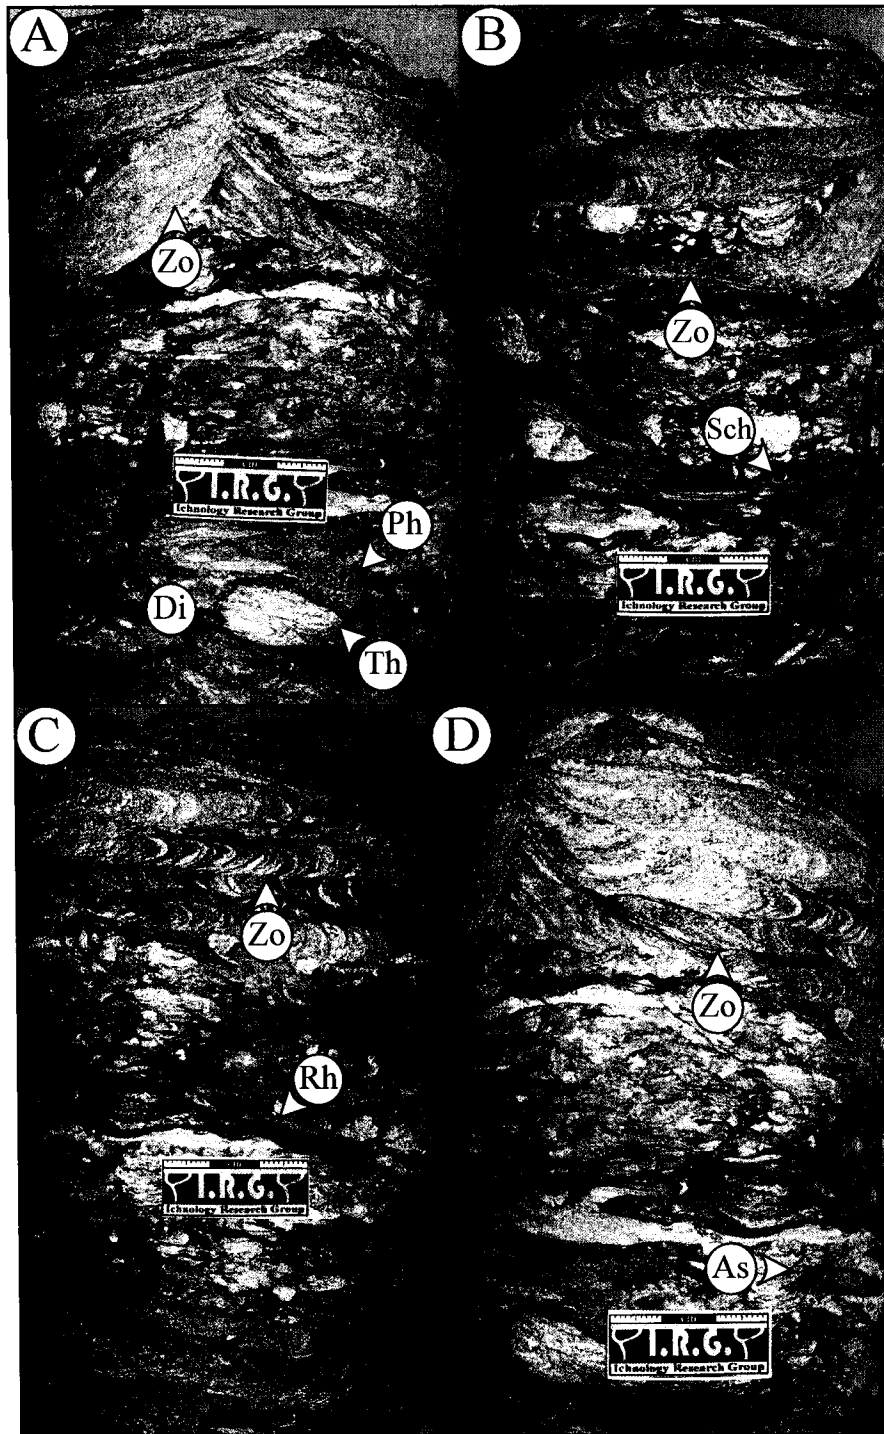 A
Zo
I.R.G.
Ichnology Research Group
Ph
Di
Th
B
Zo
Sch
I.R.G.
Ichnology Research Group
C
Zo
Rh
I.R.G.
Ichnology Research Group
D
Zo
As
I.R.G.
Ichnology Research Group